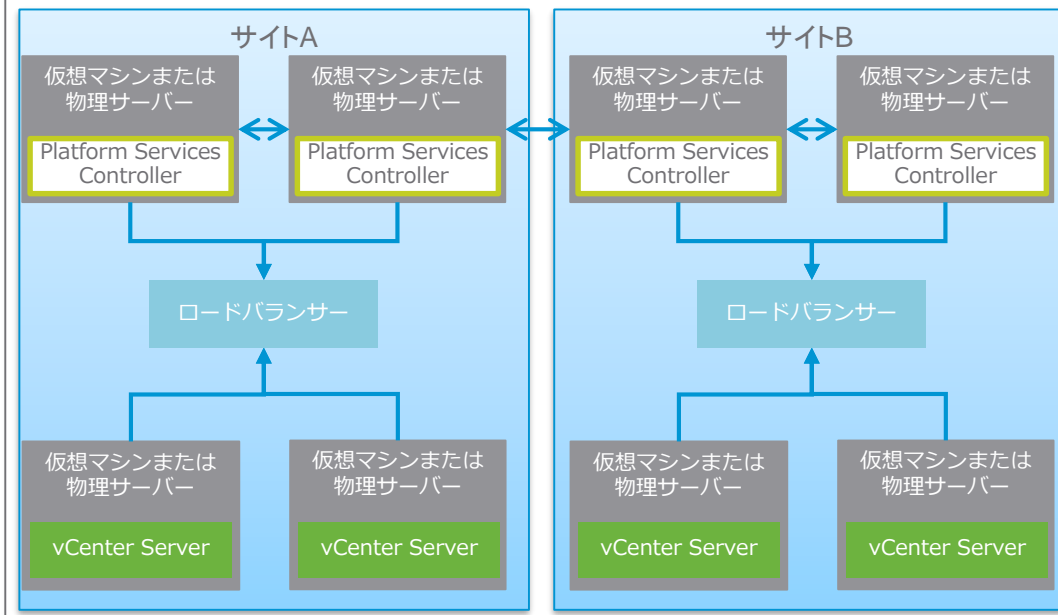 サイトA
仮想マシンまたは
物理サーバー
Platform Services
Controller
仮想マシンまたは
物理サーバー
Platform Services
Controller
ロードバランサー
仮想マシンまたは
物理サーバー
vCenter Server
仮想マシンまたは
物理サーバー
vCenter Server
サイトB
仮想マシンまたは
物理サーバー
Platform Services
Controller
仮想マシンまたは
物理サーバー
Platform Services
Controller
ロードバランサー
仮想マシンまたは
物理サーバー
vCenter Server
仮想マシンまたは
物理サーバー
vCenter Server